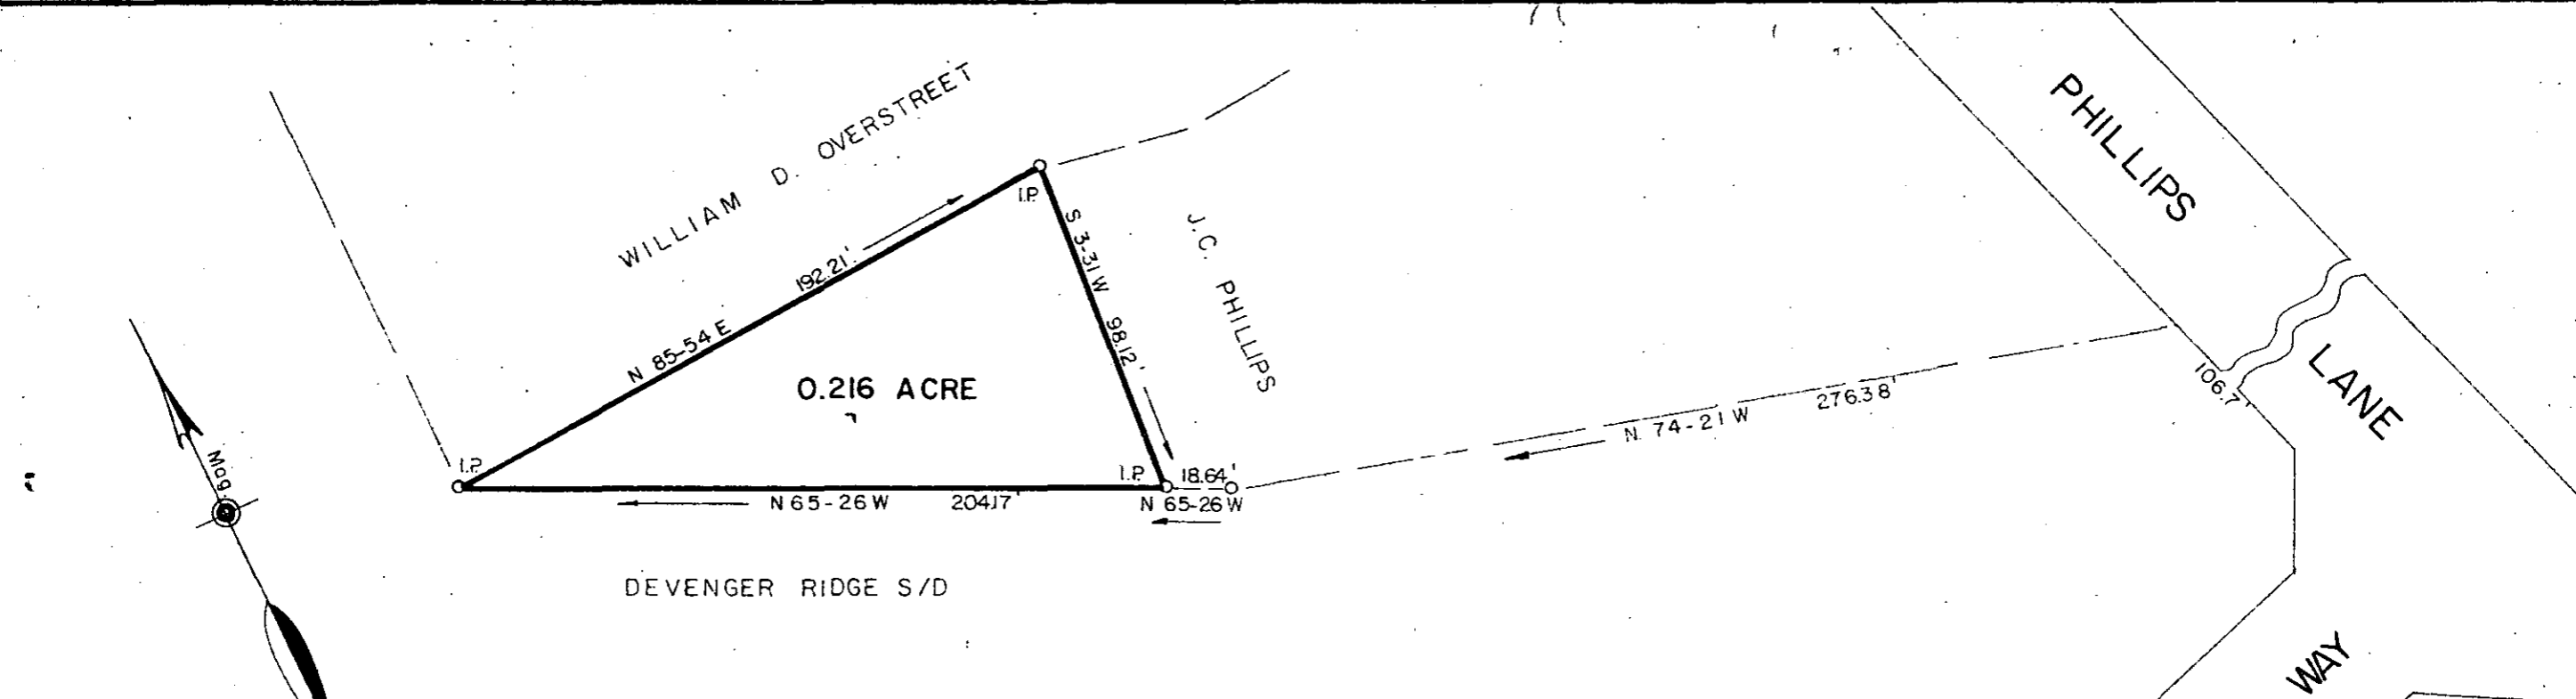 WILLIAM D. OVERSTREET
PHILLIPS
LANE
I.P.
192.21'
N 85-54 E
S 3-31 W 98.12'
J.C. PHILLIPS
0.216 ACRE
106.7'
N 74-21 W 276.38'
Mag.
I.P.
I.P.
18.64'
N 65-26 W 204.17'
N 65-26 W
DEVENGER RIDGE S/D
WAY